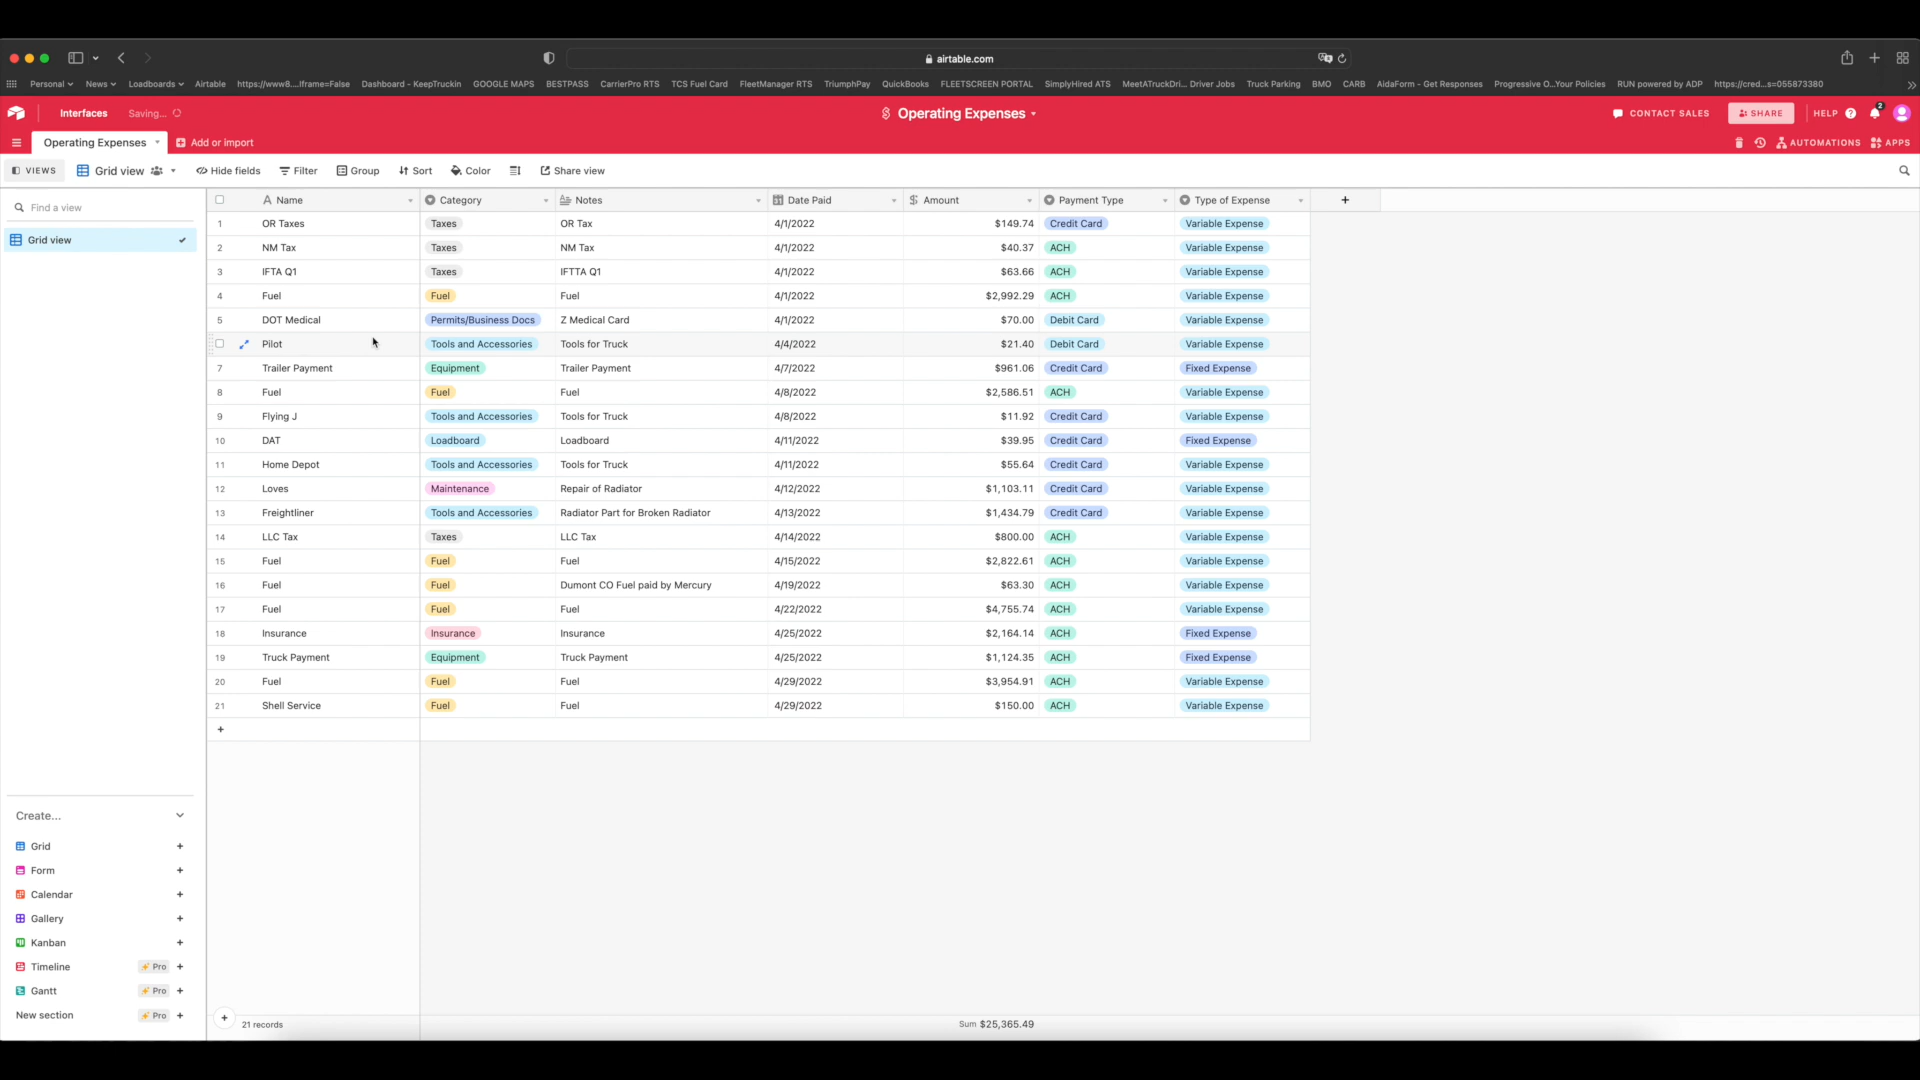 airtable.com
Personal News Loadboards Airtable https://www8....Iframe=False Dashboard - KeepTruckin GOOGLE MAPS BESTPASS CarrierPro RTS TCS Fuel Card FleetManager RTS TriumphPay QuickBooks FLEETSCREEN PORTAL SimplyHired ATS MeetATruckDri... Driver Jobs Truck Parking BMO CARB AidaForm - Get Responses Progressive O...Your Policies RUN powered by ADP https://cred...s=055873380
Interfaces Saving... Operating Expenses CONTACT SALES SHARE HELP 2
Operating Expenses Add or import AUTOMATIONS APPS
VIEWS Grid view Hide fields Filter Group Sort Color Share view
Find a view
Grid view
Name Category Notes Date Paid Amount Payment Type Type of Expense
1 OR Taxes Taxes OR Tax 4/1/2022 $149.74 Credit Card Variable Expense
2 NM Tax Taxes NM Tax 4/1/2022 $40.37 ACH Variable Expense
3 IFTA Q1 Taxes IFTTA Q1 4/1/2022 $63.66 ACH Variable Expense
4 Fuel Fuel Fuel 4/1/2022 $2,992.29 ACH Variable Expense
5 DOT Medical Permits/Business Docs Z Medical Card 4/1/2022 $70.00 Debit Card Variable Expense
Pilot Tools and Accessories Tools for Truck 4/4/2022 $21.40 Debit Card Variable Expense
7 Trailer Payment Equipment Trailer Payment 4/7/2022 $961.06 Credit Card Fixed Expense
8 Fuel Fuel Fuel 4/8/2022 $2,586.51 ACH Variable Expense
9 Flying J Tools and Accessories Tools for Truck 4/8/2022 $11.92 Credit Card Variable Expense
10 DAT Loadboard Loadboard 4/11/2022 $39.95 Credit Card Fixed Expense
11 Home Depot Tools and Accessories Tools for Truck 4/11/2022 $55.64 Credit Card Variable Expense
12 Loves Maintenance Repair of Radiator 4/12/2022 $1,103.11 Credit Card Variable Expense
13 Freightliner Tools and Accessories Radiator Part for Broken Radiator 4/13/2022 $1,434.79 Credit Card Variable Expense
14 LLC Tax Taxes LLC Tax 4/14/2022 $800.00 ACH Variable Expense
15 Fuel Fuel Fuel 4/15/2022 $2,822.61 ACH Variable Expense
16 Fuel Fuel Dumont CO Fuel paid by Mercury 4/19/2022 $63.30 ACH Variable Expense
17 Fuel Fuel Fuel 4/22/2022 $4,755.74 ACH Variable Expense
18 Insurance Insurance Insurance 4/25/2022 $2,164.14 ACH Fixed Expense
19 Truck Payment Equipment Truck Payment 4/25/2022 $1,124.35 ACH Fixed Expense
20 Fuel Fuel Fuel 4/29/2022 $3,954.91 ACH Variable Expense
21 Shell Service Fuel Fuel 4/29/2022 $150.00 ACH Variable Expense
Create...
Grid
Form
Calendar
Gallery
Kanban
Timeline Pro
Gantt Pro
New section Pro
21 records Sum $25,365.49